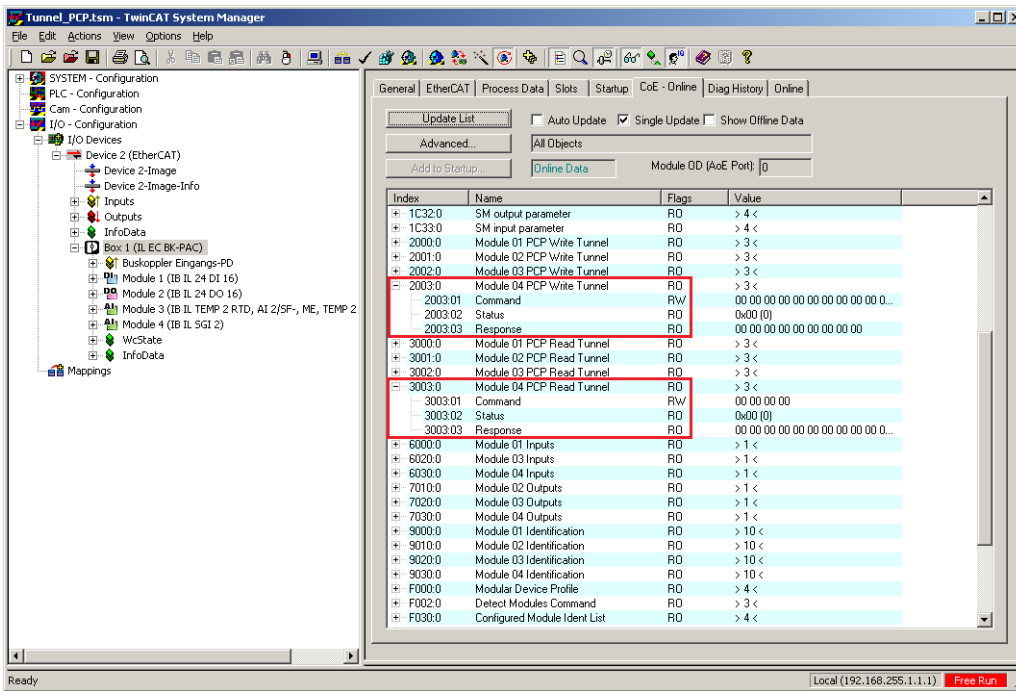 Tunnel_PCP.tsm - TwinCAT System Manager
File Edit Actions View Options Help
SYSTEM - Configuration
PLC - Configuration
Cam - Configuration
I/O - Configuration
I/O Devices
Device 2 (EtherCAT)
Device 2-Image
Device 2-Image-Info
Inputs
Outputs
InfoData
Box 1 (IL EC BK-PAC)
Buskoppler Eingangs-PD
Module 1 (IB IL 24 DI 16)
Module 2 (IB IL 24 DO 16)
Module 3 (IB IL TEMP 2 RTD, AI 2/SF-, ME, TEMP 2
Module 4 (IB IL SGI 2)
WcState
InfoData
Mappings
General EtherCAT Process Data Slots Startup CoE - Online Diag History Online
Update List Auto Update Single Update Show Offline Data
Advanced... All Objects
Add to Startup... Online Data Module OD (AoE Port): 0
Index Name Flags Value
1C32:0 SM output parameter RO > 4 <
1C33:0 SM input parameter RO > 4 <
2000:0 Module 01 PCP Write Tunnel RO > 3 <
2001:0 Module 02 PCP Write Tunnel RO > 3 <
2002:0 Module 03 PCP Write Tunnel RO > 3 <
2003:0 Module 04 PCP Write Tunnel RO > 3 <
2003:01 Command RW 00 00 00 00 00 00 00 00 00 00 0...
2003:02 Status RO 0x00 (0)
2003:03 Response RO 00 00 00 00 00 00 00 00
3000:0 Module 01 PCP Read Tunnel RO > 3 <
3001:0 Module 02 PCP Read Tunnel RO > 3 <
3002:0 Module 03 PCP Read Tunnel RO > 3 <
3003:0 Module 04 PCP Read Tunnel RO > 3 <
3003:01 Command RW 00 00 00 00
3003:02 Status RO 0x00 (0)
3003:03 Response RO 00 00 00 00 00 00 00 00 00 00 0...
6000:0 Module 01 Inputs RO > 1 <
6020:0 Module 03 Inputs RO > 1 <
6030:0 Module 04 Inputs RO > 1 <
7010:0 Module 02 Outputs RO > 1 <
7020:0 Module 03 Outputs RO > 1 <
7030:0 Module 04 Outputs RO > 1 <
9000:0 Module 01 Identification RO > 10 <
9010:0 Module 02 Identification RO > 10 <
9020:0 Module 03 Identification RO > 10 <
9030:0 Module 04 Identification RO > 10 <
F000:0 Modular Device Profile RO > 4 <
F002:0 Detect Modules Command RO > 3 <
F030:0 Configured Module Ident List RO > 4 <
Ready Local (192.168.255.1.1.1) Free Run